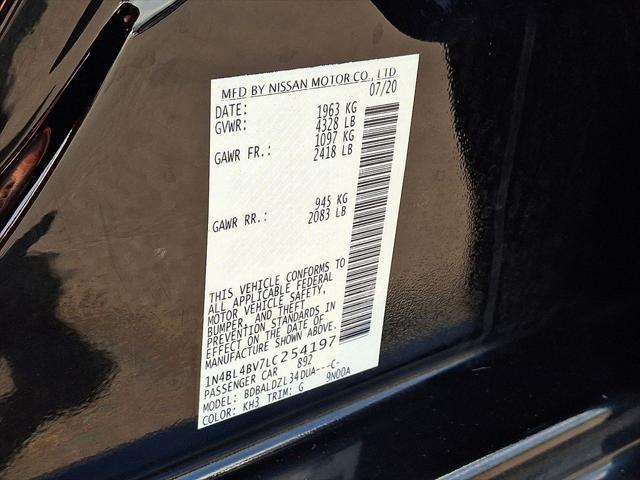 MFD BY NISSAN MOTOR CO., LTD.
DATE: 07/20
GVWR: 1963 KG
4328 LB
GAWR FR.: 1097 KG
2418 LB
GAWR RR.: 945 KG
2083 LB
THIS VEHICLE CONFORMS TO
ALL APPLICABLE FEDERAL
MOTOR VEHICLE SAFETY,
BUMPER, AND THEFT
PREVENTION STANDARDS IN
EFFECT ON THE DATE OF
MANUFACTURE SHOWN ABOVE.
1N4BL4BV7LC254197
PASSENGER CAR 892
MODEL: BDBALDZL34DUA---C-
COLOR: KH3 TRIM: G 9N00A